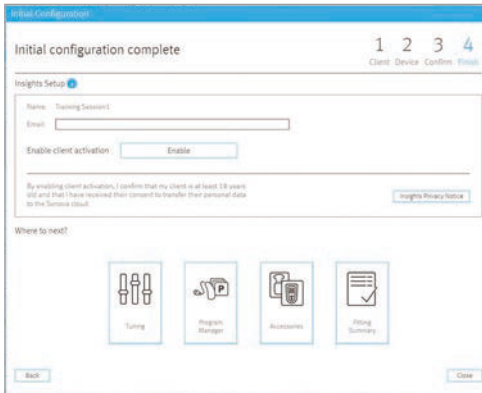 Initial Configuration
Initial configuration complete
1 2 3 4
Client Device Confirm Finish
Insights Setup
Name: Training Session1
Email:
Enable client activation Enable
By enabling client activation, I confirm that my client is at least 18 years
old and that I have received their consent to transfer their personal data
to the Sonova cloud.
Insights Privacy Notice
Where to next?
Tuning
P
Program
Manager
Accessories
Fitting
Summary
Back
Close